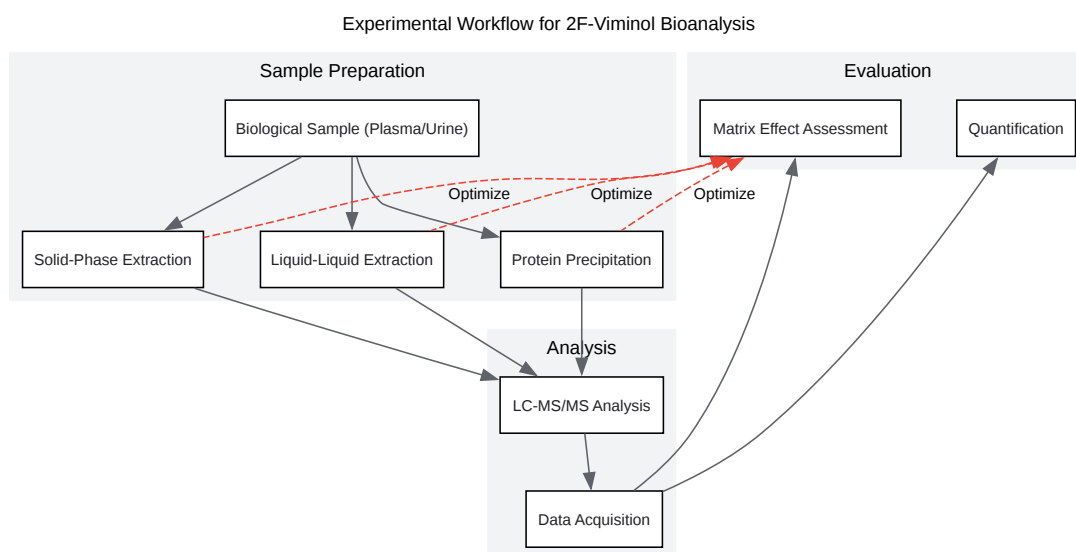 Experimental Workflow for 2F-Viminol Bioanalysis
Sample Preparation
Evaluation
Biological Sample (Plasma/Urine)
Matrix Effect Assessment
Quantification
Optimize
Optimize
Optimize
Solid-Phase Extraction
Liquid-Liquid Extraction
Protein Precipitation
Analysis
LC-MS/MS Analysis
Data Acquisition